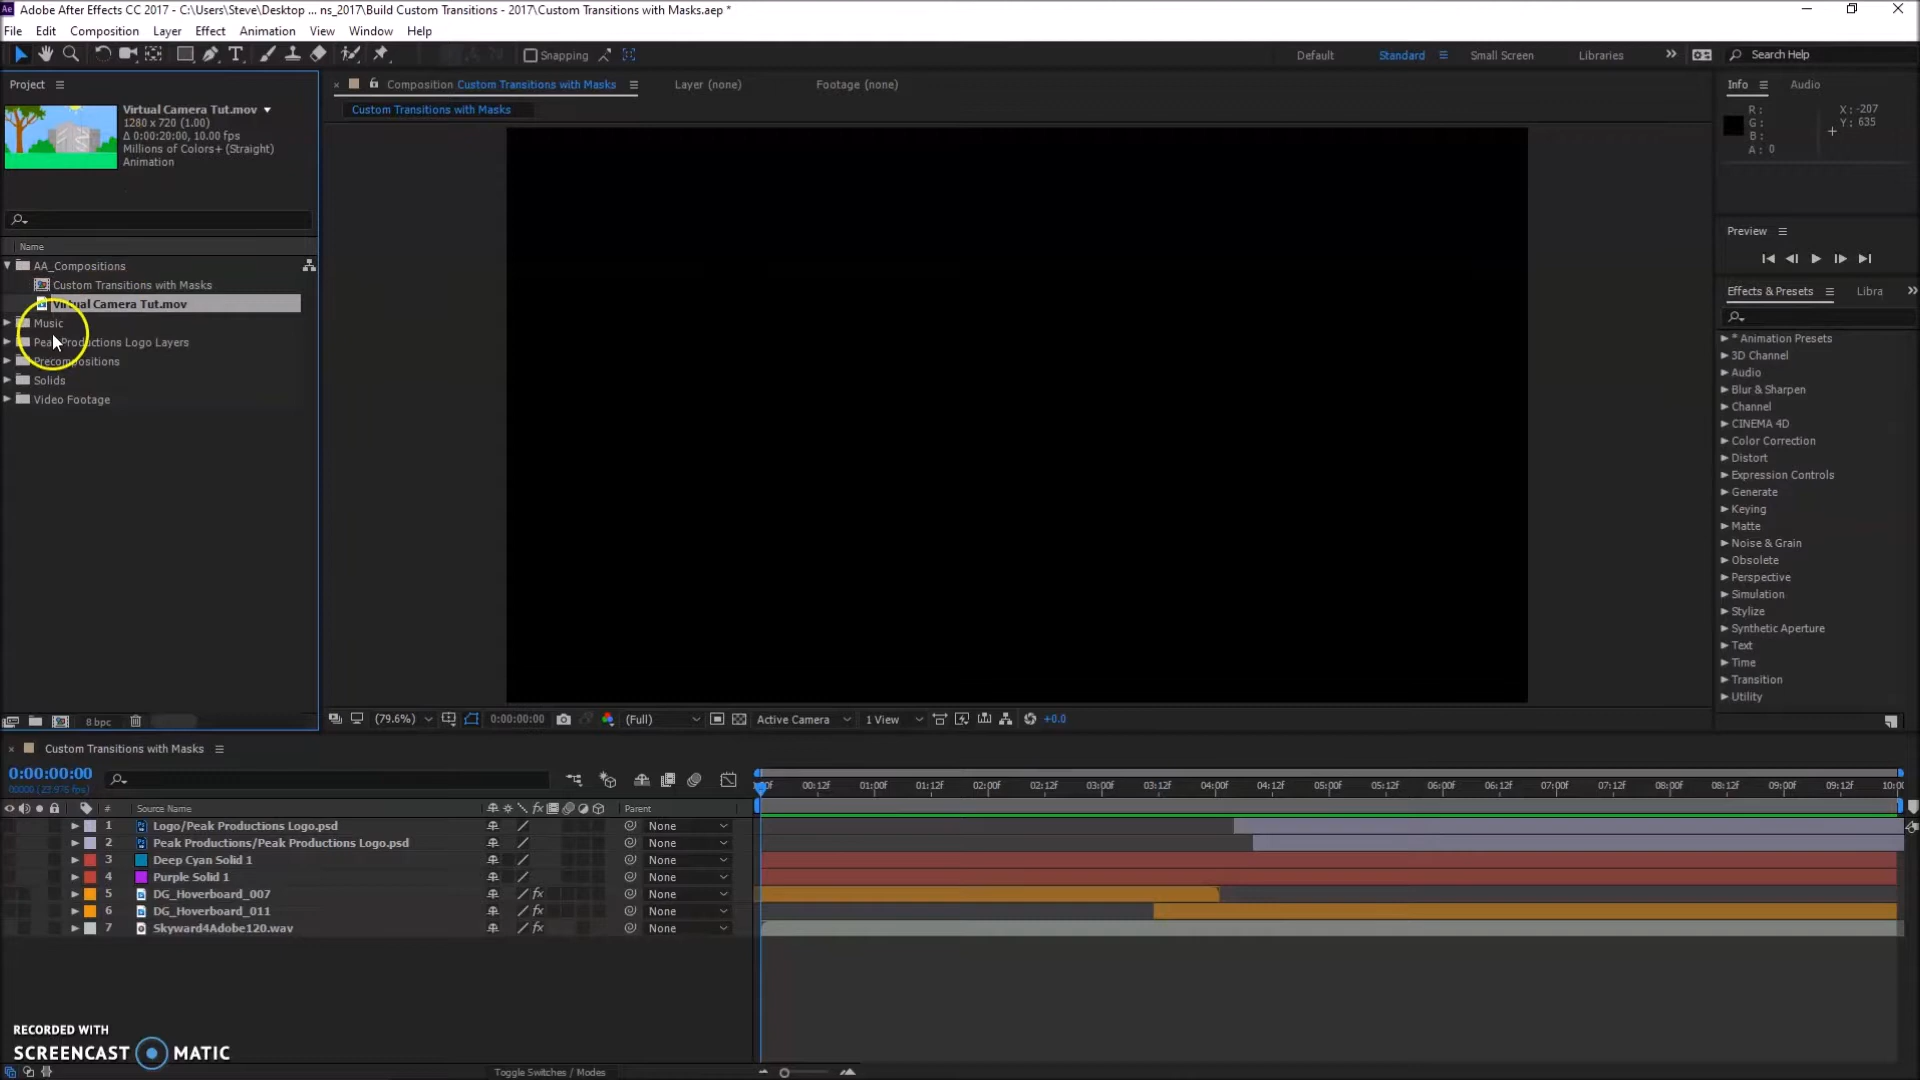 Adobe After Effects CC 2017 - C:\Users\Steve\Desktop ... ns_2017\Build Custom Transitions - 2017\Custom Transitions with Masks.aep *
File Edit Composition Layer Effect Animation View Window Help
Snapping
Default Standard Small Screen Libraries Search Help
Project
Composition Custom Transitions with Masks Layer (none) Footage (none)
Info Audio
Virtual Camera Tut.mov
1280 x 720 (1.00)
Δ 0:00:20:00, 10.00 fps
Millions of Colors+ (Straight)
Animation
Custom Transitions with Masks
R :
G :
B :
A : 0
X : -207
Y : 635
Preview
Name
AA_Compositions
Custom Transitions with Masks
Virtual Camera Tut.mov
Music
Peak Productions Logo Layers
Precompositions
Solids
Video Footage
Effects & Presets Libra
* Animation Presets
3D Channel
Audio
Blur & Sharpen
Channel
CINEMA 4D
Color Correction
Distort
Expression Controls
Generate
Keying
Matte
Noise & Grain
Obsolete
Perspective
Simulation
Stylize
Synthetic Aperture
Text
Time
Transition
Utility
8 bpc
(79.6%) 0:00:00:00 (Full) Active Camera 1 View +0.0
Custom Transitions with Masks
0:00:00:00
00000 (23.976 fps)
00:12f 01:00f 01:12f 02:00f 02:12f 03:00f 03:12f 04:00f 04:12f 05:00f 05:12f 06:00f 06:12f 07:00f 07:12f 08:00f 08:12f 09:00f 09:12f 10:0
# Source Name Parent
1 Logo/Peak Productions Logo.psd None
2 Peak Productions/Peak Productions Logo.psd None
3 Deep Cyan Solid 1 None
4 Purple Solid 1 None
5 DG_Hoverboard_007 fx None
6 DG_Hoverboard_011 fx None
7 Skyward4Adobe120.wav fx None
RECORDED WITH
SCREENCAST MATIC
Toggle Switches / Modes